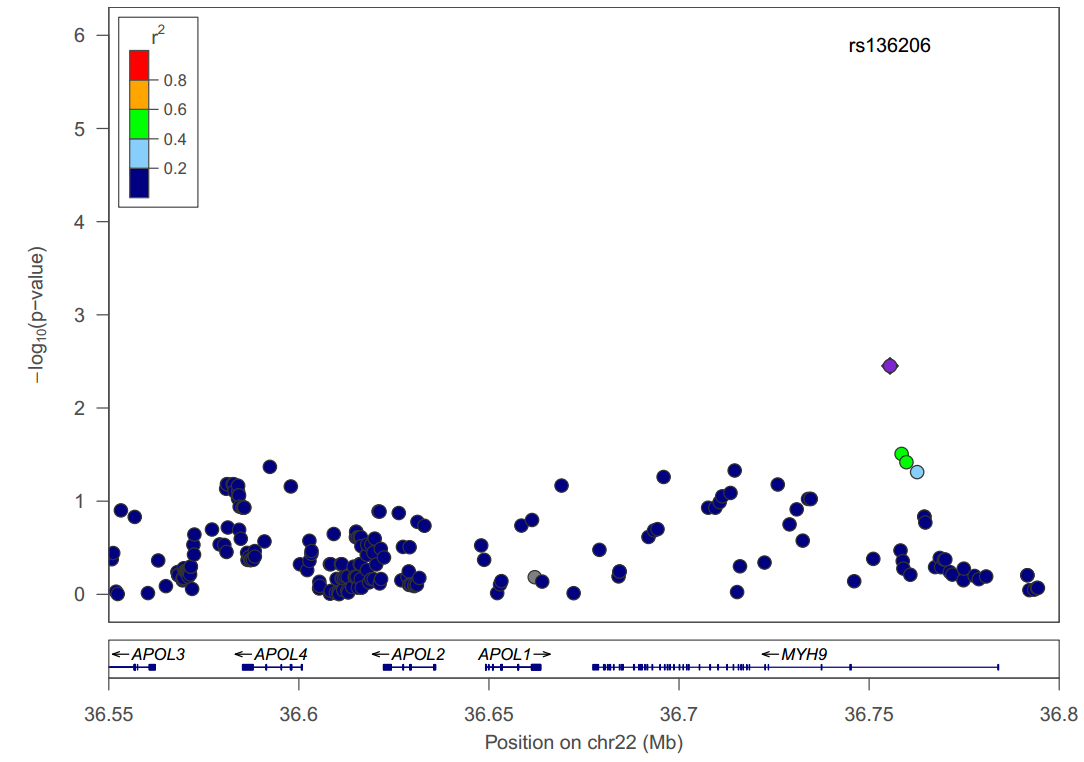 r²
0.8
0.6
0.4
0.2
rs136206
6
5
4
3
2
1
0
−log₁₀(p−value)
←APOL3 ←APOL4 ←APOL2 APOL1→ ←MYH9
36.55 36.6 36.65 36.7 36.75 36.8
Position on chr22 (Mb)